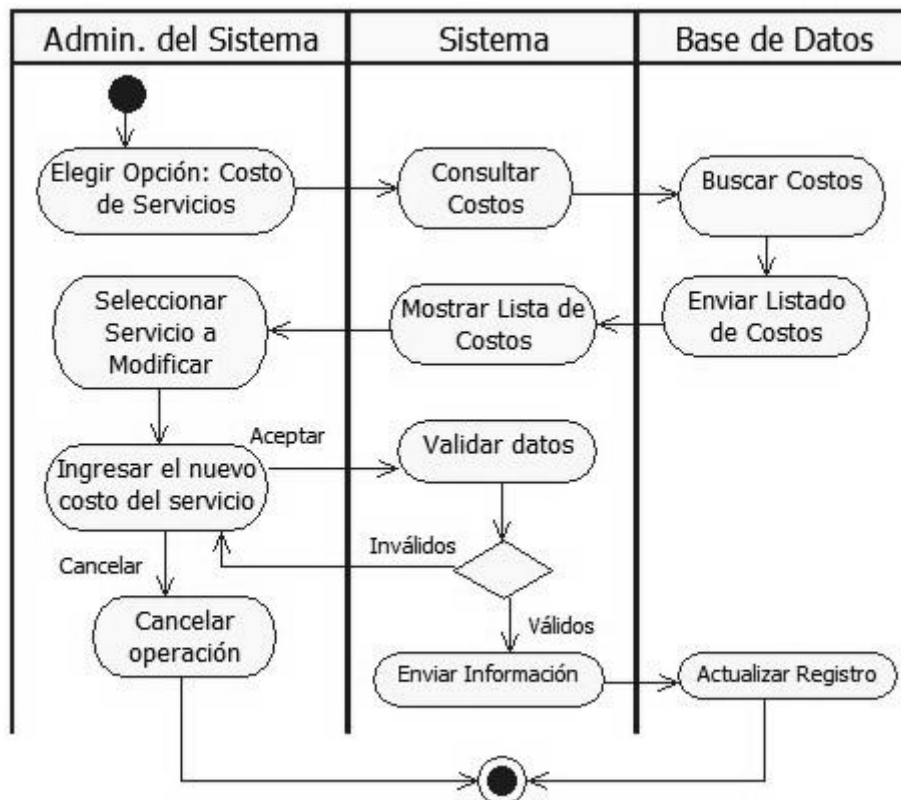 Admin. del Sistema
Sistema
Base de Datos
Elegir Opción: Costo
de Servicios
Consultar
Costos
Buscar Costos
Seleccionar
Servicio a
Modificar
Mostrar Lista de
Costos
Enviar Listado
de Costos
Aceptar
Ingresar el nuevo
costo del servicio
Validar datos
Inválidos
Cancelar
Válidos
Cancelar
operación
Enviar Información
Actualizar Registro